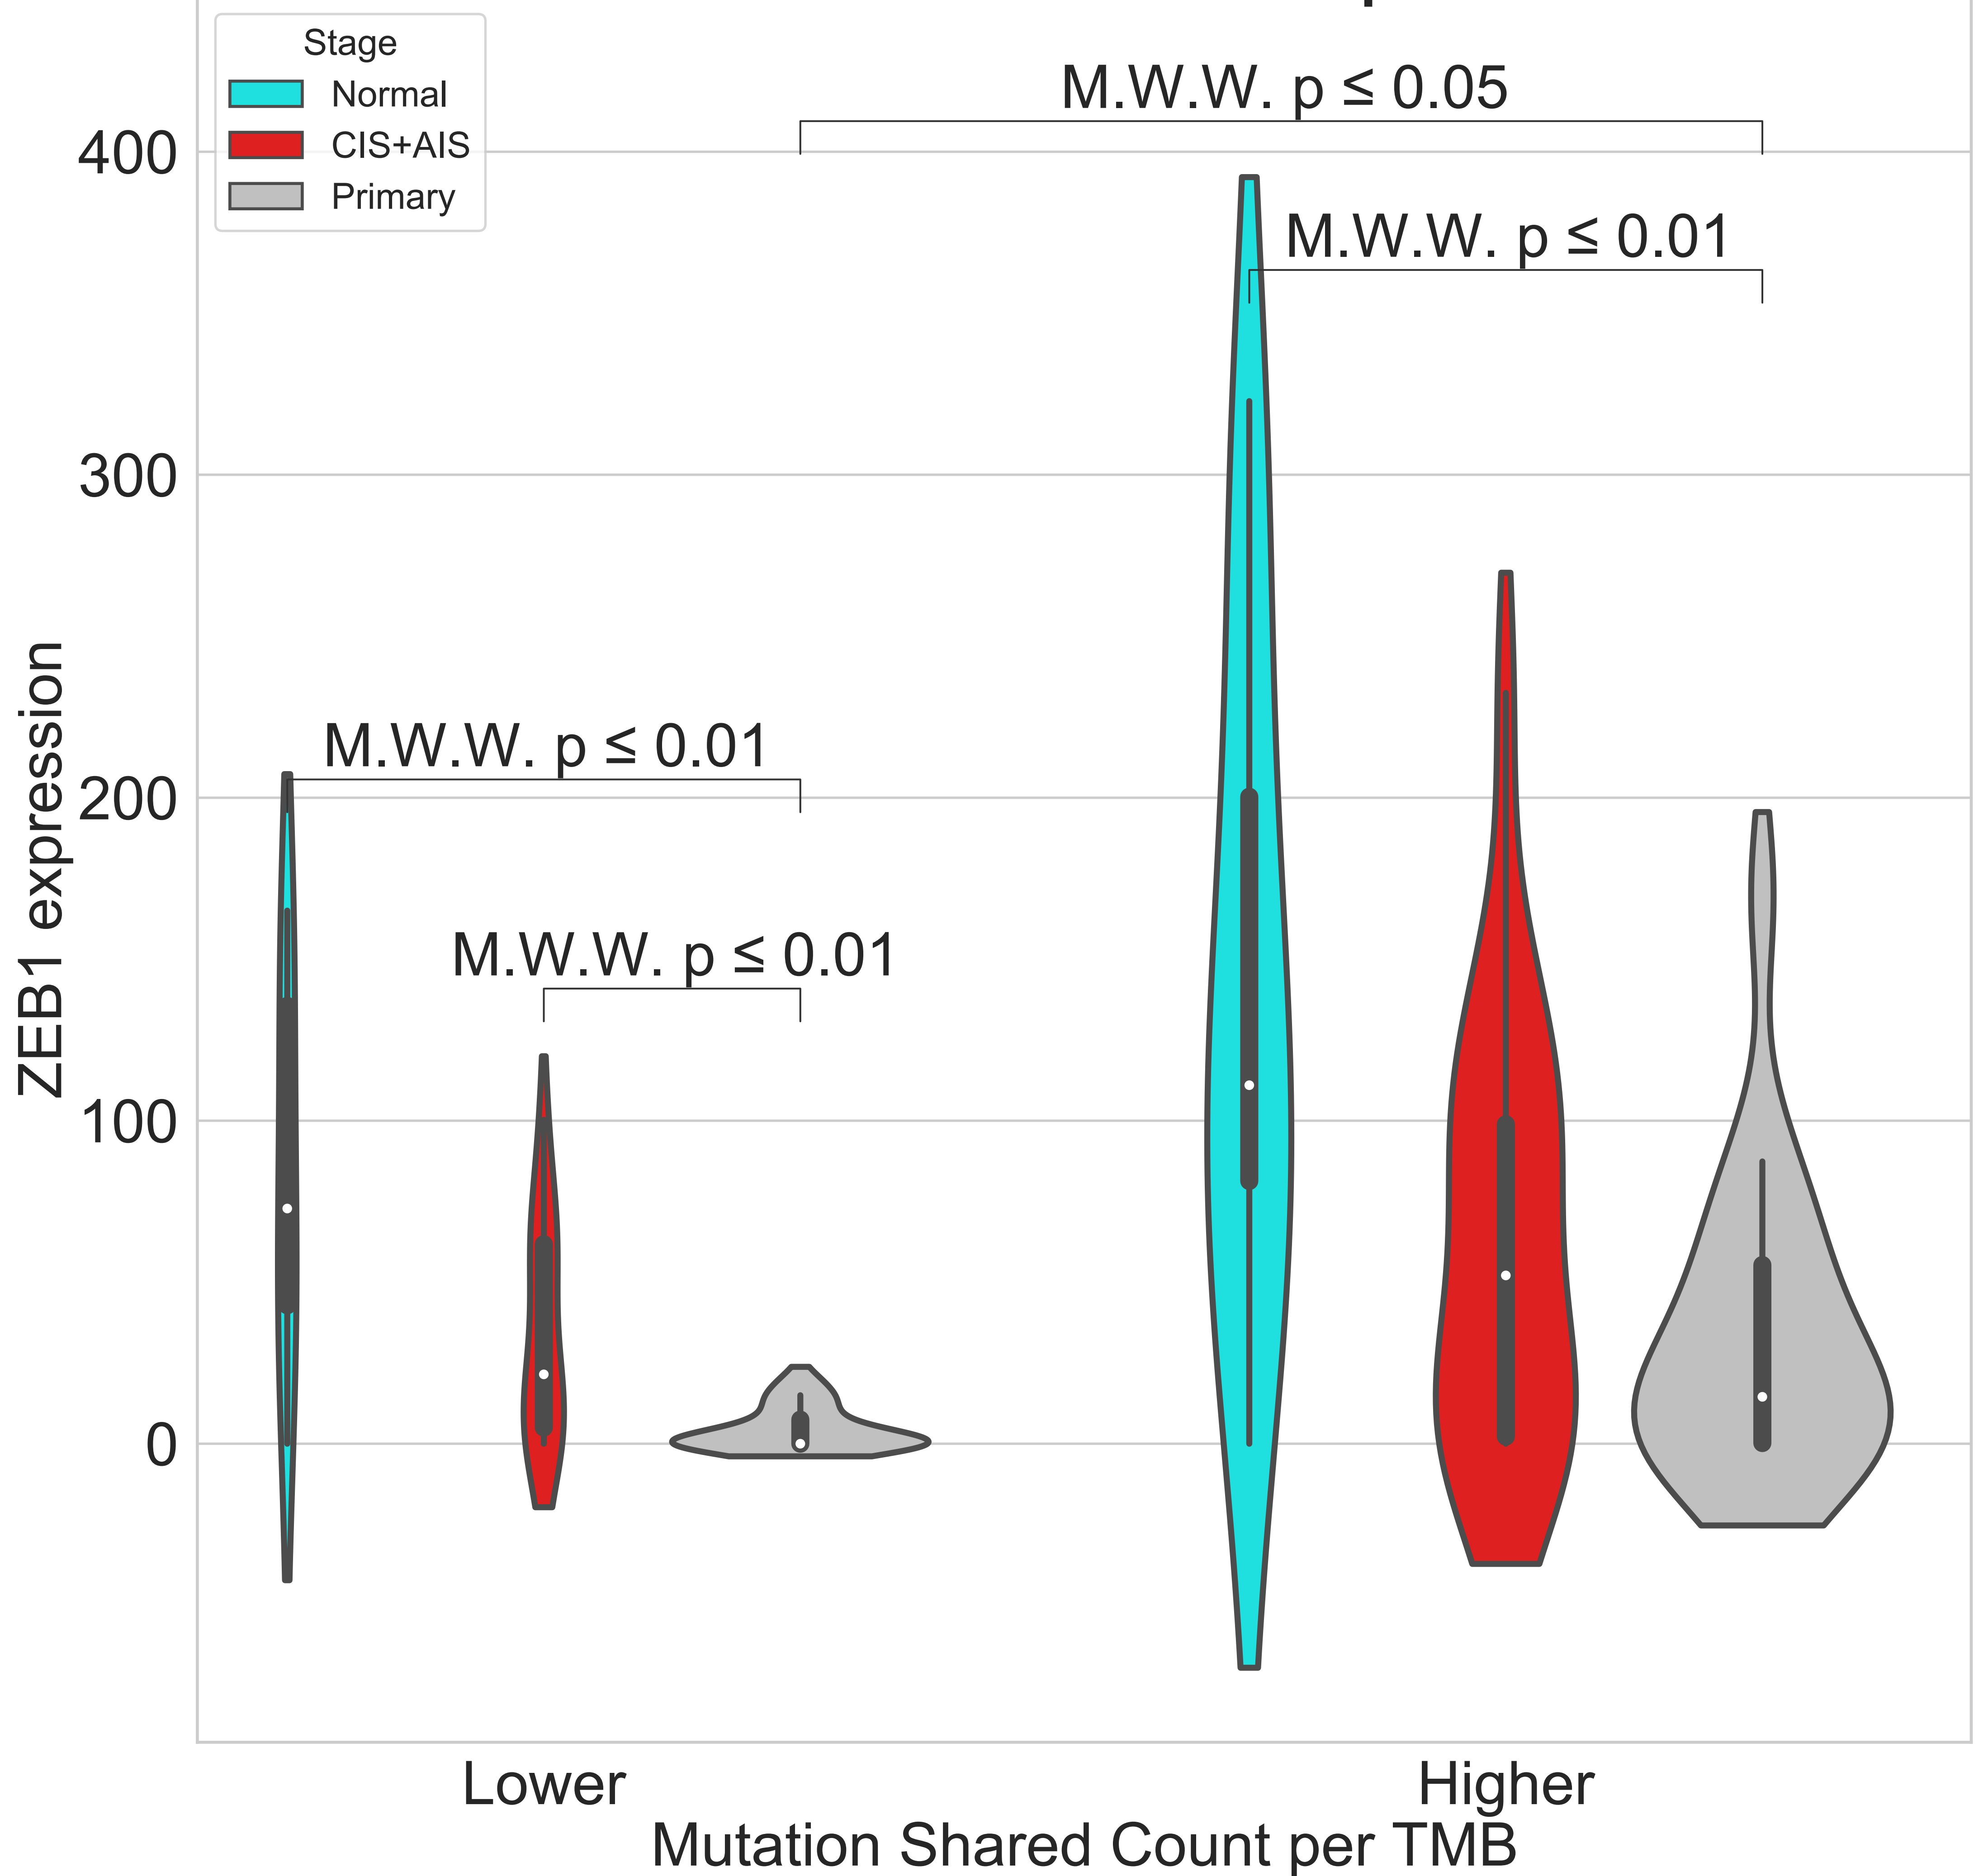 Stage
Normal
CIS+AIS
Primary
M.W.W. p ≤ 0.05
M.W.W. p ≤ 0.01
M.W.W. p ≤ 0.01
M.W.W. p ≤ 0.01
400
300
200
100
0
ZEB1 expression
Lower
Higher
Mutation Shared Count per TMB